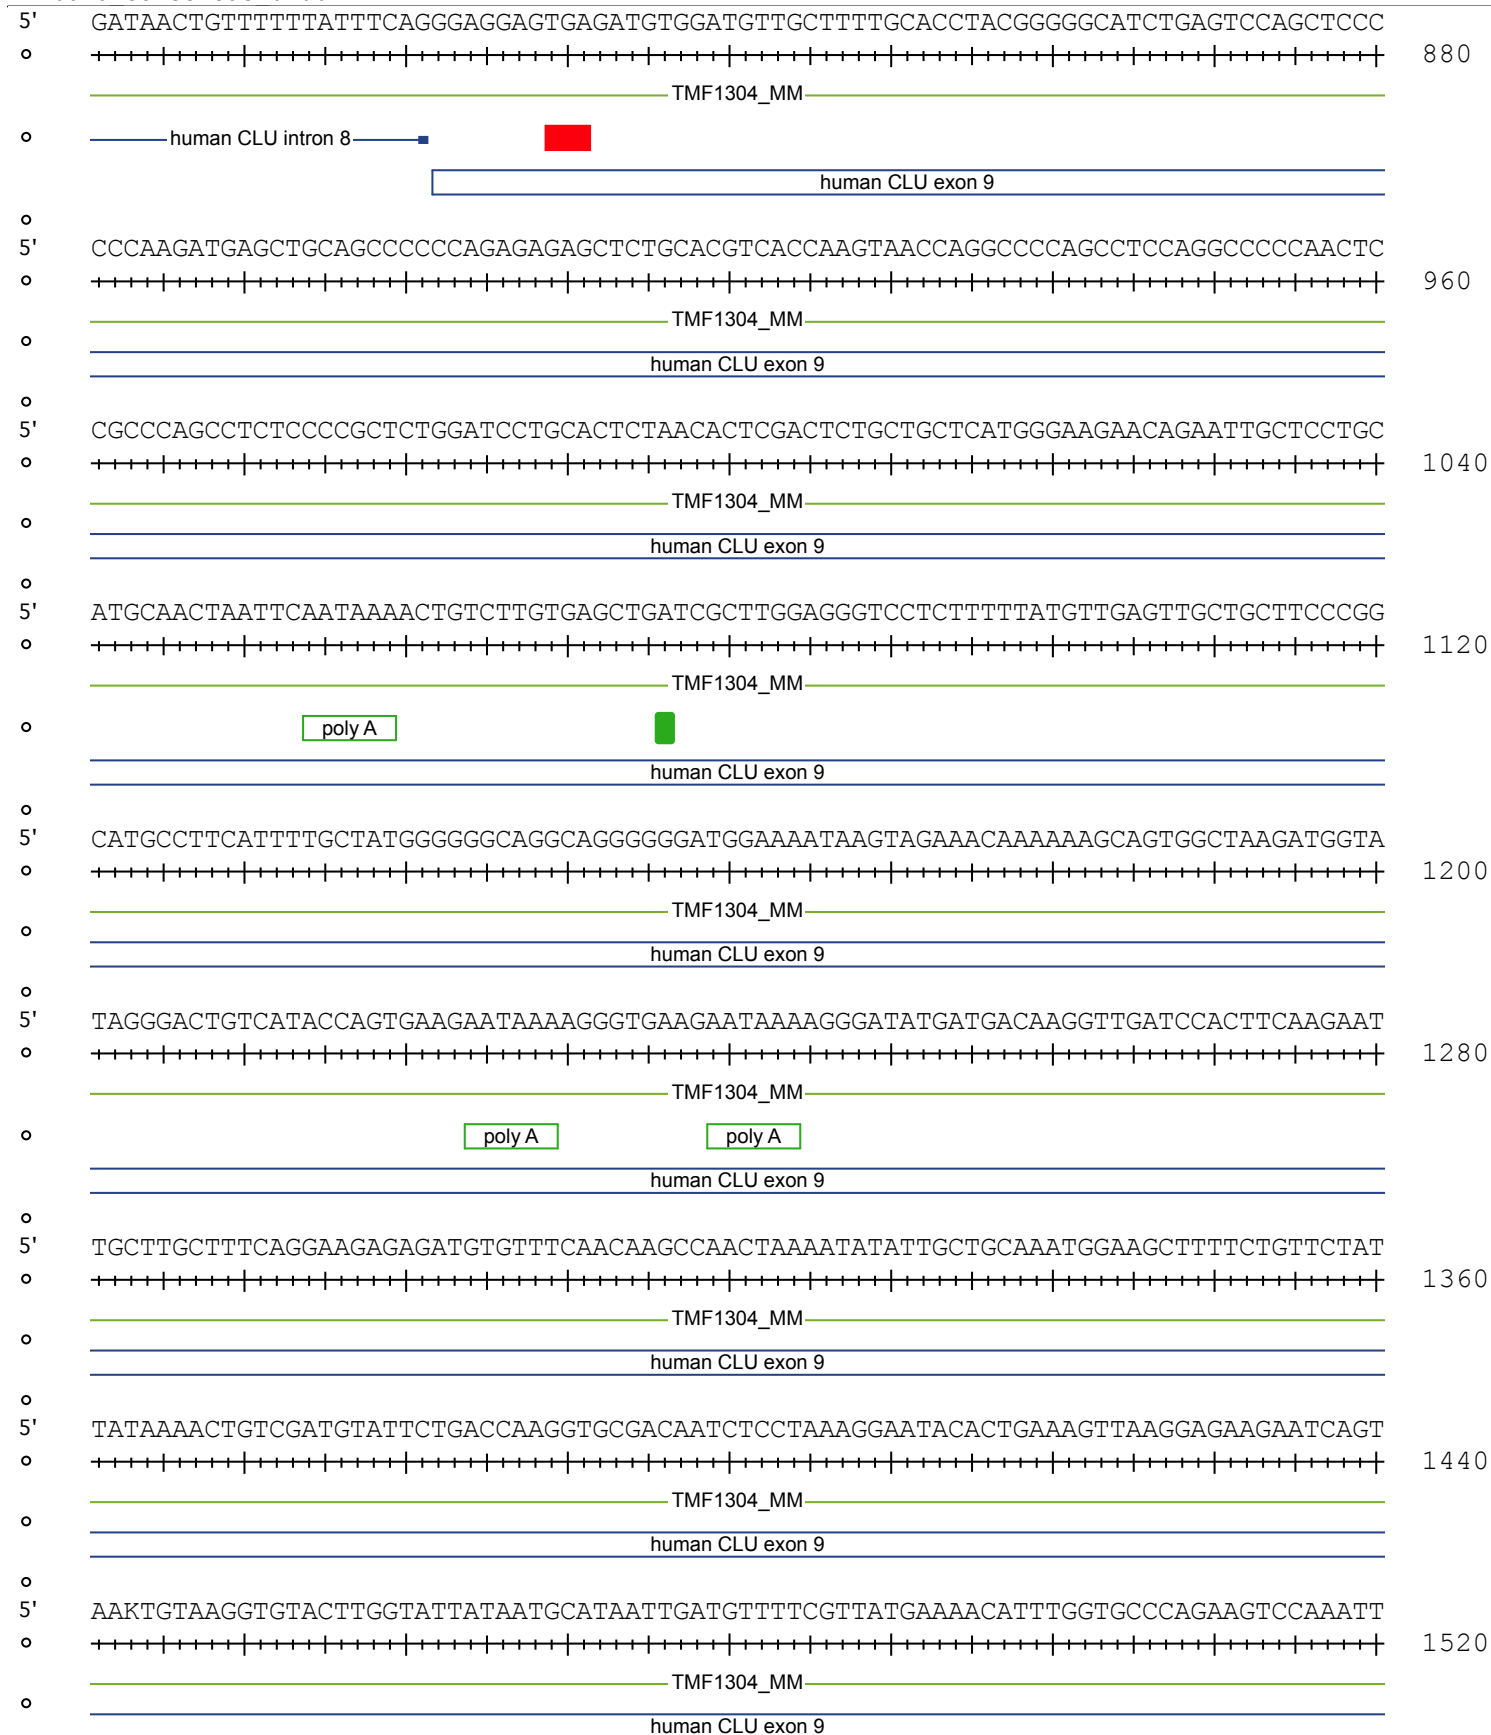 5' GATAACTGTTTTTTATTTCAGGGAGGAGTGAGATGTGGATGTTGCTTTTGCACCTACGGGGGCATCTGAGTCCAGCTCCC
880
TMF1304_MM
human CLU intron 8
human CLU exon 9
5' CCCAAGATGAGCTGCAGCCCCCCAGAGAGAGCTCTGCACGTCACCAAGTAACCAGGCCCCAGCCTCCAGGCCCCCAACTC
960
TMF1304_MM
human CLU exon 9
5' CGCCCAGCCTCTCCCCGCTCTGGATCCTGCACTCTAACACTCGACTCTGCTGCTCATGGGAAGAACAGAATTGCTCCTGC
1040
TMF1304_MM
human CLU exon 9
5' ATGCAACTAATTCAATAAAACTGTCTTGTGAGCTGATCGCTTGGAGGGTCCTCTTTTTATGTTGAGTTGCTGCTTCCCGG
1120
TMF1304_MM
poly A
human CLU exon 9
5' CATGCCTTCATTTTGCTATGGGGGGCAGGCAGGGGGGATGGAAAATAAGTAGAAACAAAAAAGCAGTGGCTAAGATGGTA
1200
TMF1304_MM
human CLU exon 9
5' TAGGGACTGTCATACCAGTGAAGAATAAAAGGGTGAAGAATAAAAGGGATATGATGACAAGGTTGATCCACTTCAAGAAT
1280
TMF1304_MM
poly A poly A
human CLU exon 9
5' TGCTTGCTTTCAGGAAGAGAGATGTGTTTCAACAAGCCAACTAAAATATATTGCTGCAAATGGAAGCTTTTCTGTTCTAT
1360
TMF1304_MM
human CLU exon 9
5' TATAAAACTGTCGATGTATTCTGACCAAGGTGCGACAATCTCCTAAAGGAATACACTGAAAGTTAAGGAGAAGAATCAGT
1440
TMF1304_MM
human CLU exon 9
5' AAKTGTAAGGTGTACTTGGTATTATAATGCATAATTGATGTTTTCGTTATGAAAACATTTGGTGCCCAGAAGTCCAAATT
1520
TMF1304_MM
human CLU exon 9